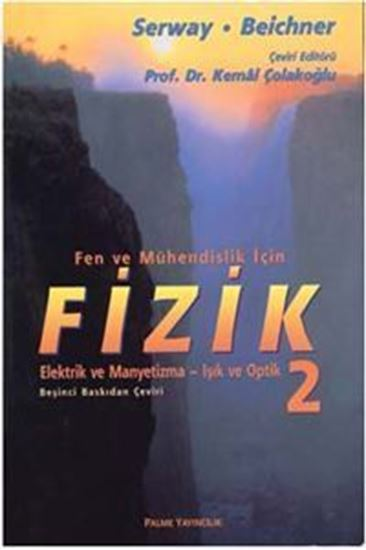 Serway • Beichner
Çeviri Editörü
Prof. Dr. Kemâl Çolakoğlu
Fen ve Mühendislik İçin
FİZİK
Elektrik ve Manyetizma – Işık ve Optik
2
Beşinci Baskıdan Çeviri
PALME YAYINCILIK